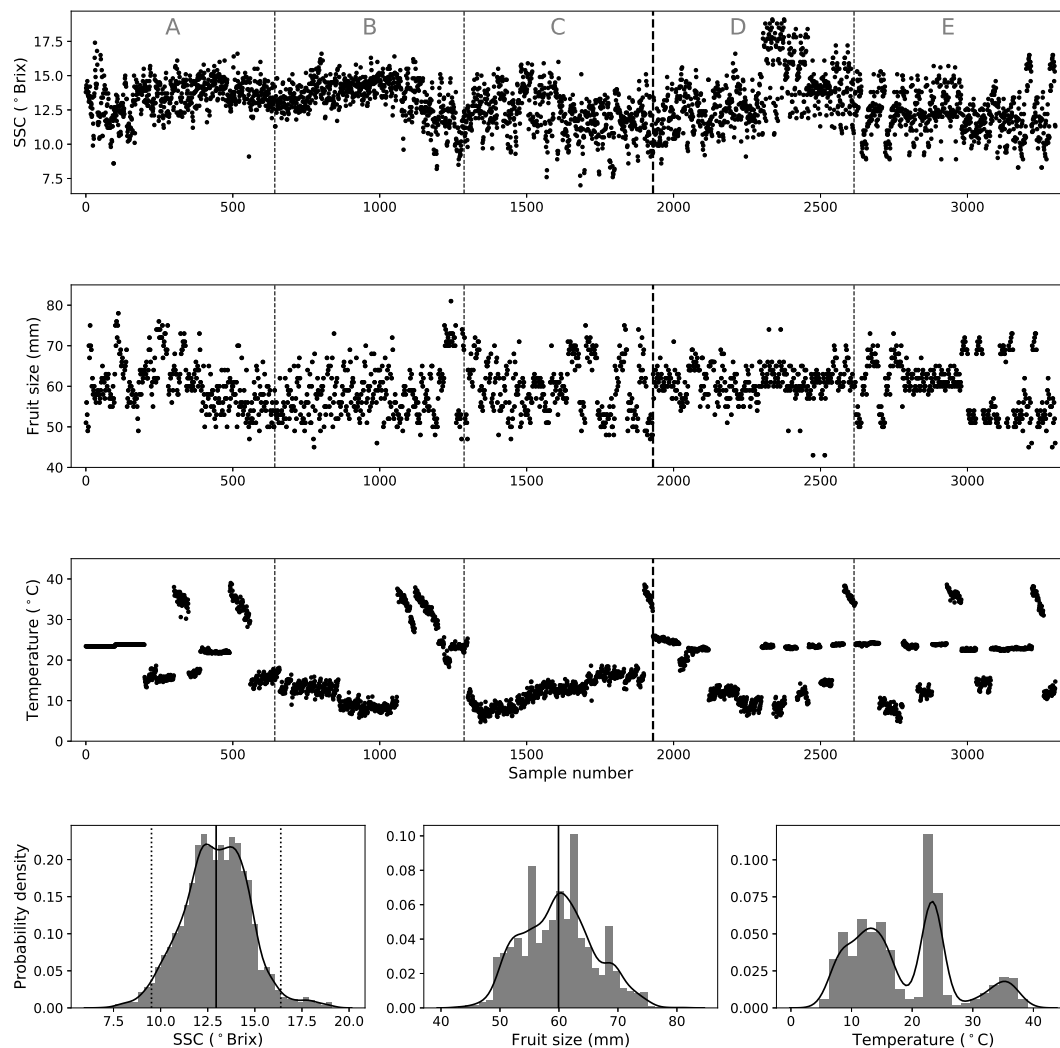 A B C D E
17.5
15.0
12.5
10.0
7.5
SSC (°Brix)
0 500 1000 1500 2000 2500 3000
80
70
60
50
40
Fruit size (mm)
0 500 1000 1500 2000 2500 3000
40
30
20
10
0
Temperature (°C)
0 500 1000 1500 2000 2500 3000
Sample number
0.20
0.15
0.10
0.05
0.00
Probability density
7.5 10.0 12.5 15.0 17.5 20.0
SSC (°Brix)
0.10
0.08
0.06
0.04
0.02
0.00
40 50 60 70 80
Fruit size (mm)
0.100
0.075
0.050
0.025
0.000
0 10 20 30 40
Temperature (°C)